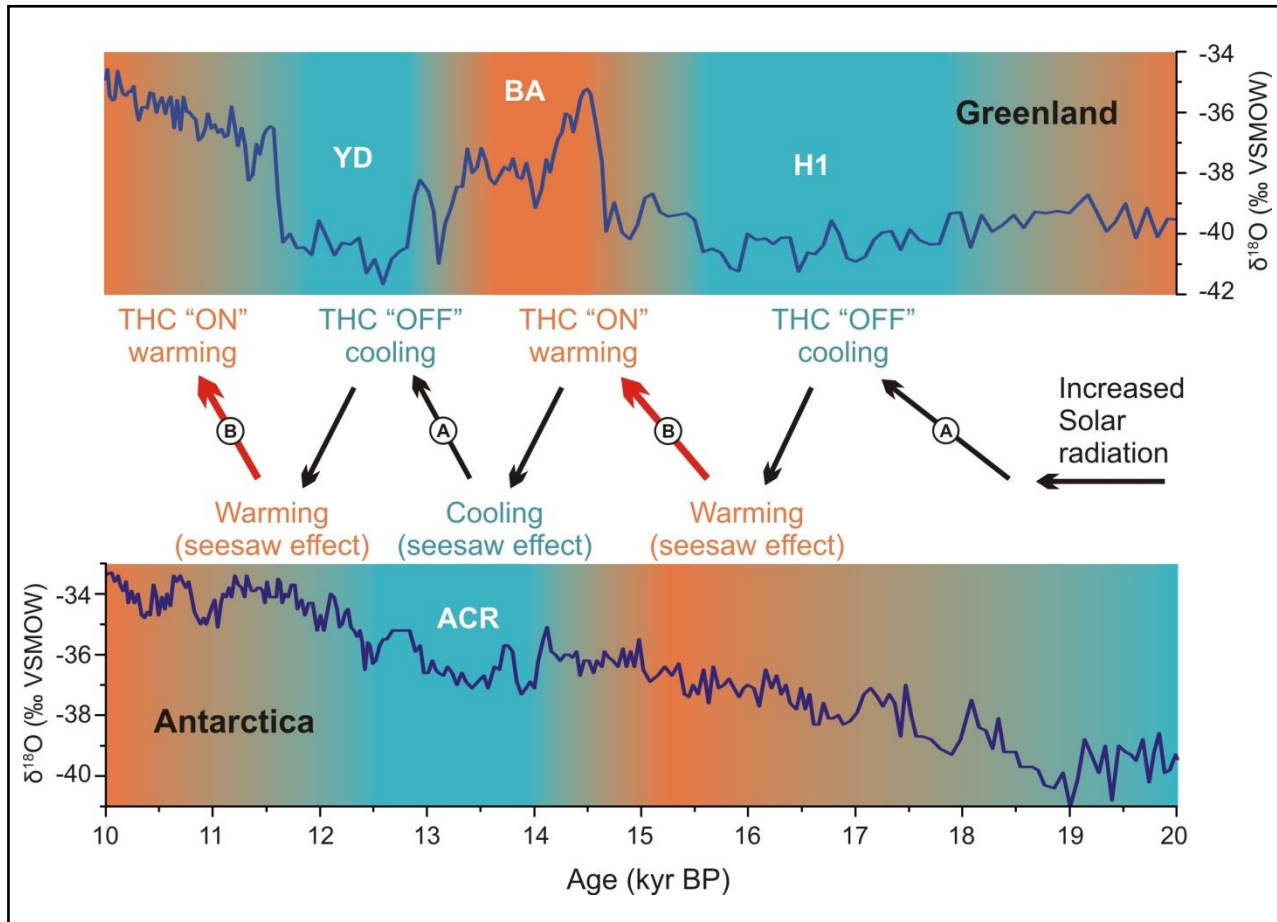 -34
-36
-38
-40
-42
δ¹⁸O (‰ VSMOW)
BA
Greenland
YD
H1
THC “ON”
warming
THC “OFF”
cooling
THC “ON”
warming
THC “OFF”
cooling
Increased
Solar
radiation
B
A
B
A
Warming
(seesaw effect)
Cooling
(seesaw effect)
Warming
(seesaw effect)
-34
-36
-38
-40
δ¹⁸O (‰ VSMOW)
ACR
Antarctica
10 11 12 13 14 15 16 17 18 19 20
Age (kyr BP)